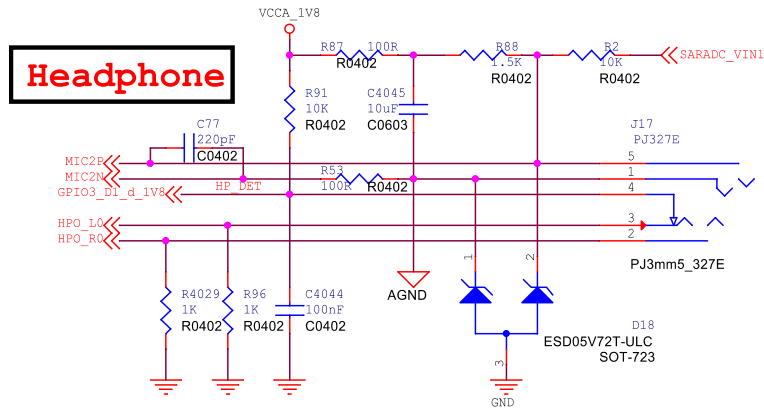 VCCA_1V8
Headphone
R87 100R
R0402
R88
1.5K
R0402
R2
10K
R0402
SARADC_VIN1
R91
10K
R0402
C4045
10uF
C0603
C77
220pF
C0402
J17
PJ327E
MIC2P
MIC2N
GPIO3_D1_d_1V8
HP_DET
R53
100R
R0402
5
1
4
3
2
HPO_L0
HPO_R0
PJ3mm5_327E
AGND
1
2
R4029
1K
R0402
R96
1K
R0402
C4044
100nF
C0402
D18
ESD05V72T-ULC
SOT-723
3
GND